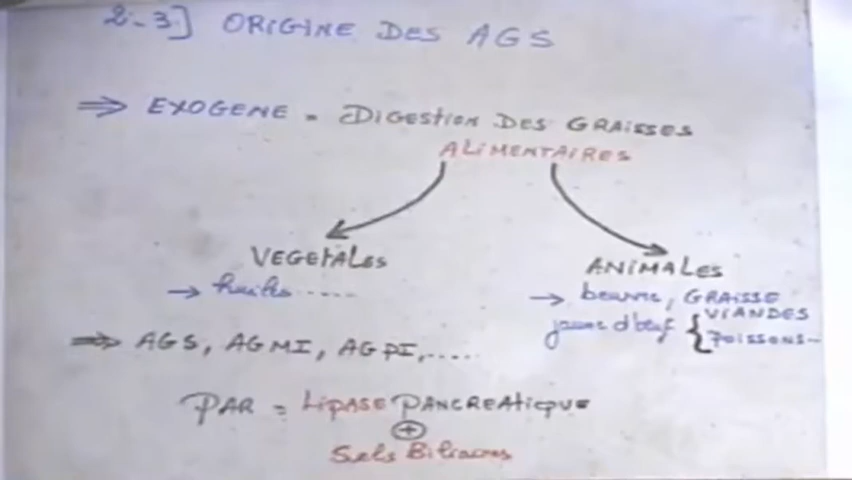 2-3] ORIGINE DES AGS
⇒ EXOGENE = DIGESTION DES GRAISSES
ALIMENTAIRES
VEGETALES
→ huiles.....
ANIMALES
→ beurre, GRAISSE
jaune d'œuf { VIANDES
POISSONS--
⇒ AGS, AGMI, AGPI,.....
PAR = LIPASE PANCREATIQUE
+
Sels Biliaires